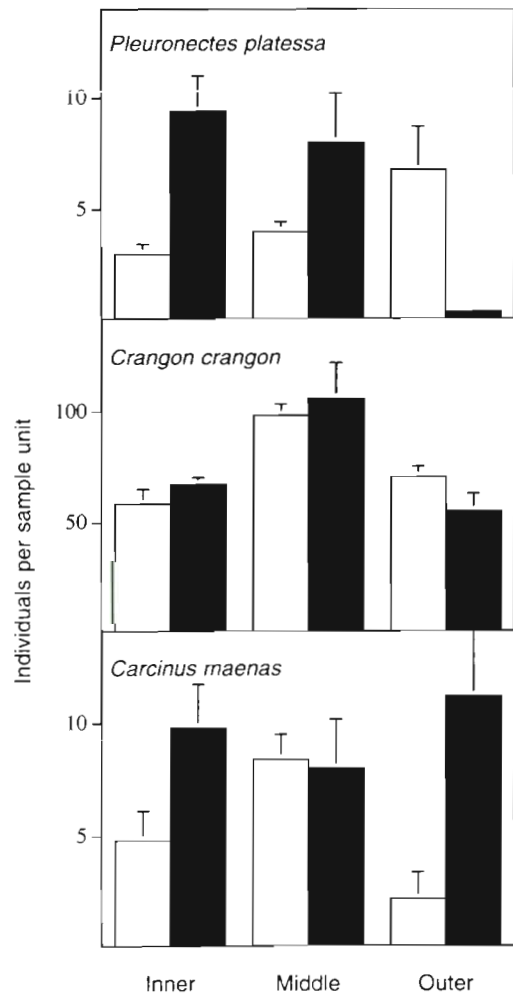 Pleuronectes platessa
10
5
Crangon crangon
100
50
Carcinus maenas
10
5
Individuals per sample unit
Inner Middle Outer